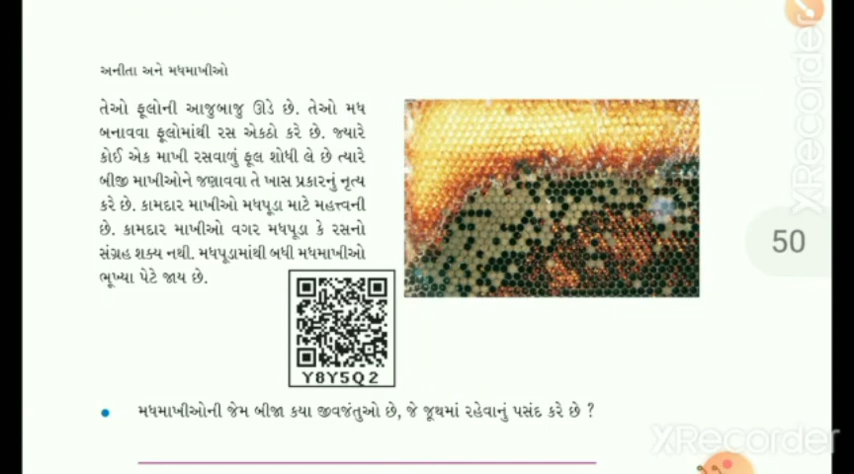 અનીતા અને મધમાખીઓ
તેઓ ફૂલોની આજુબાજુ ઊડે છે. તેઓ મધ
બનાવવા ફૂલોમાંથી રસ એકઠો કરે છે. જ્યારે
કોઈ એક માખી રસવાળું ફૂલ શોધી લે છે ત્યારે
બીજી માખીઓને જણાવવા તે ખાસ પ્રકારનું નૃત્ય
કરે છે. કામદાર માખીઓ મધપૂડા માટે મહત્ત્વની
છે. કામદાર માખીઓ વગર મધપૂડા કે રસનો
સંગ્રહ શક્ય નથી. મધપૂડામાંથી બધી મધમાખીઓ
ભૂખ્યા પેટે જાય છે.
Y8Y5Q2
50
• મધમાખીઓની જેમ બીજા કયા જીવજંતુઓ છે, જે જૂથમાં રહેવાનું પસંદ કરે છે ?
XRecorder
XRecorder